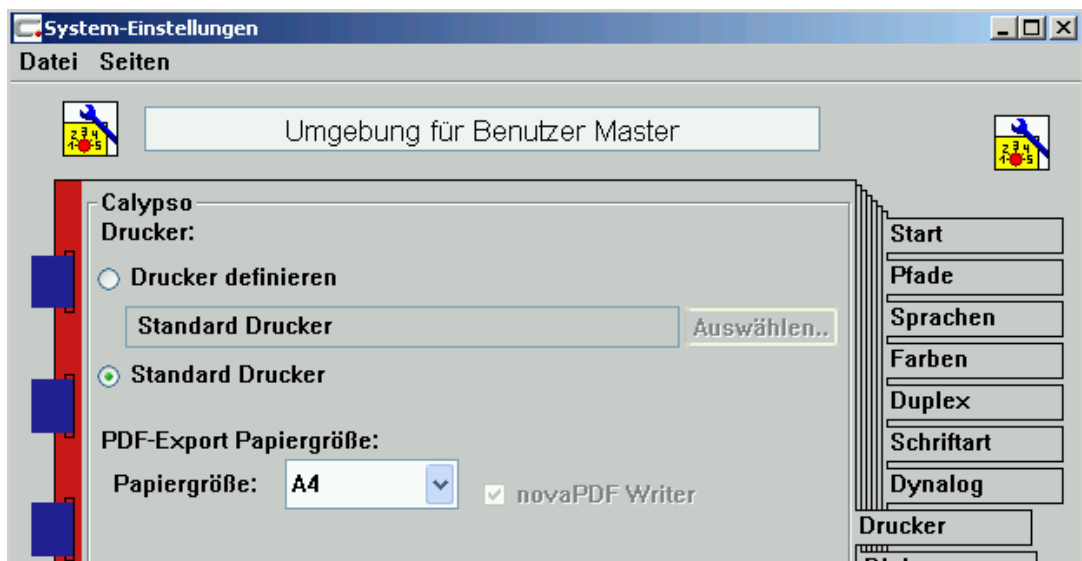 System-Einstellungen
Datei Seiten
Umgebung für Benutzer Master
Calypso
Drucker:
Drucker definieren
Standard Drucker
Auswählen..
Standard Drucker
PDF-Export Papiergröße:
Papiergröße: A4
novaPDF Writer
Start
Pfade
Sprachen
Farben
Duplex
Schriftart
Dynalog
Drucker